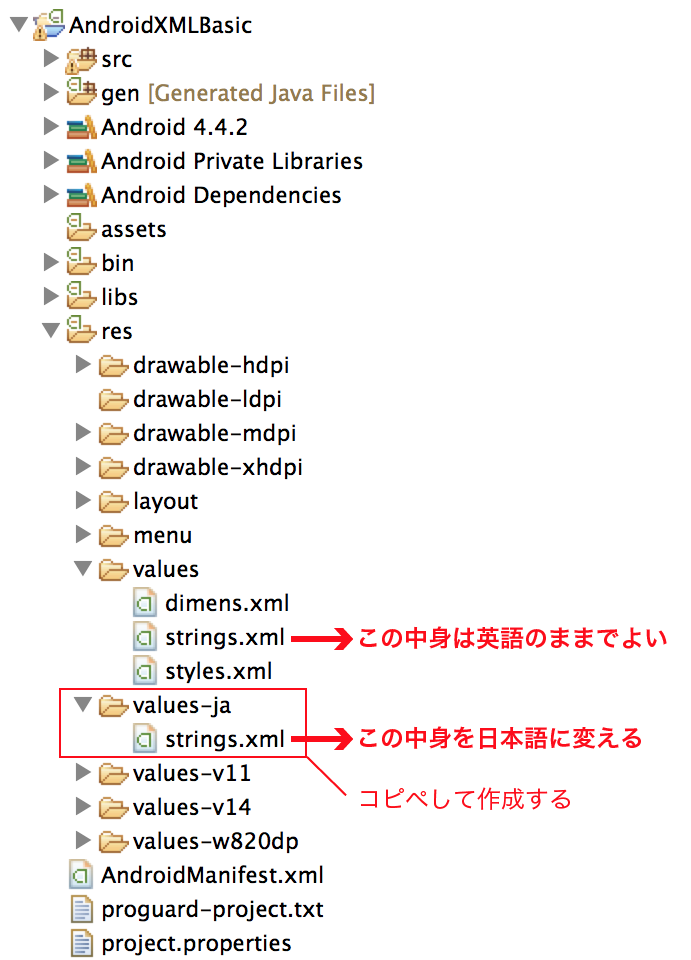 AndroidXMLBasic
src
gen [Generated Java Files]
Android 4.4.2
Android Private Libraries
Android Dependencies
assets
bin
libs
res
drawable-hdpi
drawable-ldpi
drawable-mdpi
drawable-xhdpi
layout
menu
values
dimens.xml
strings.xml この中身は英語のままでよい
styles.xml
values-ja
strings.xml この中身を日本語に変える
values-v11
コピペして作成する
values-v14
values-w820dp
AndroidManifest.xml
proguard-project.txt
project.properties